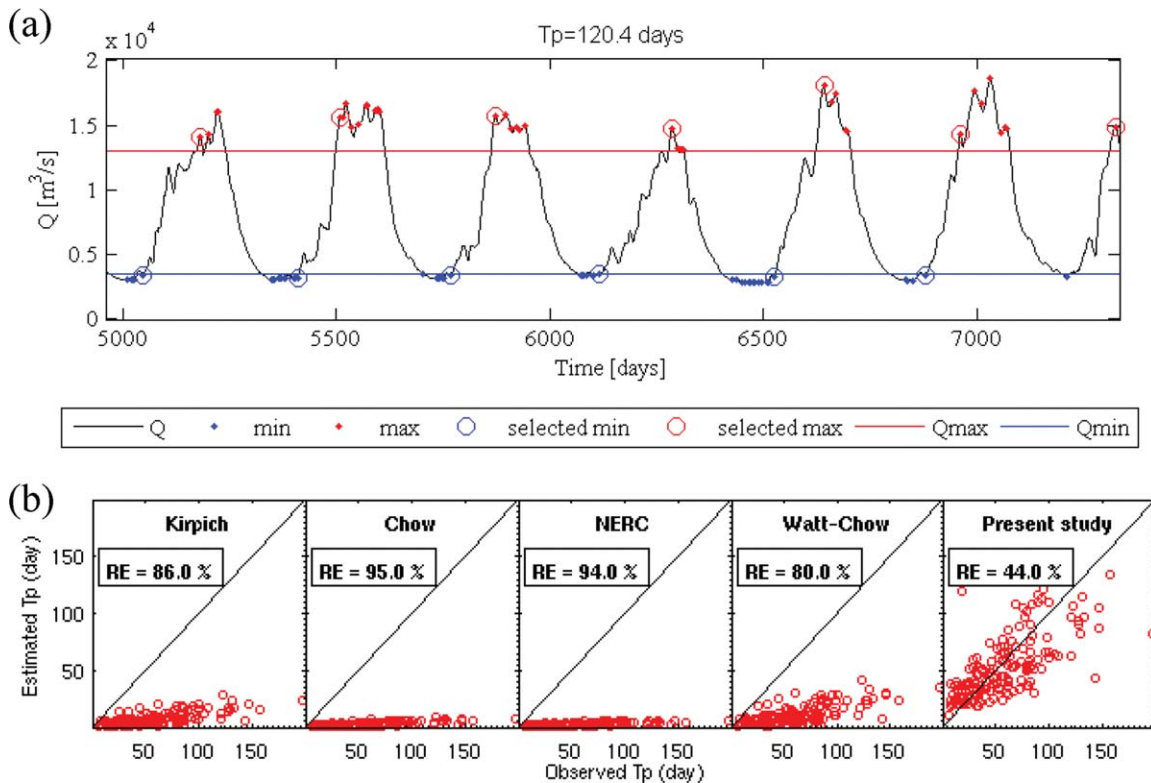 (a)
x 10^4
Tp=120.4 days
2
1.5
1
0.5
0
Q [m^3/s]
5000 5500 6000 6500 7000
Time [days]
Q min max selected min selected max Qmax Qmin
(b)
Kirpich Chow NERC Watt-Chow Present study
RE = 86.0 % RE = 95.0 % RE = 94.0 % RE = 80.0 % RE = 44.0 %
150
100
50
Estimated Tp (day)
50 100 150 50 100 150 50 100 150 50 100 150 50 100 150
Observed Tp (day)